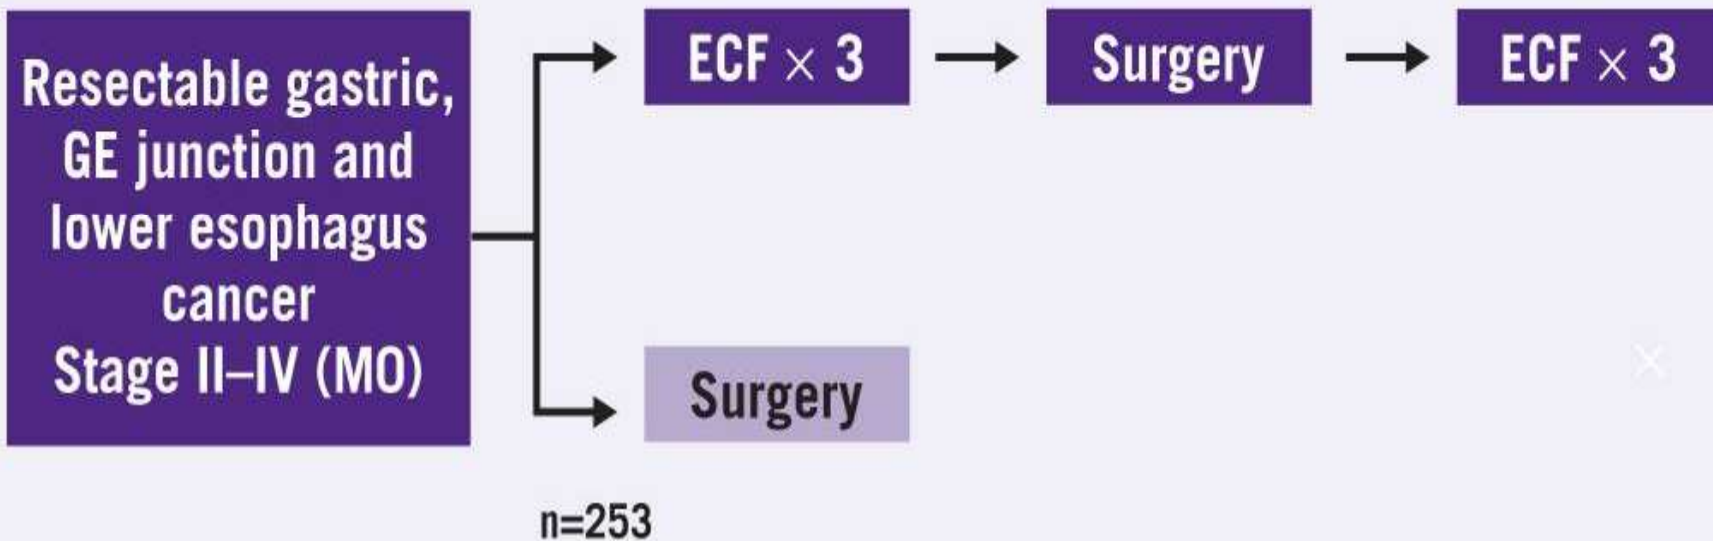 Resectable gastric,
GE junction and
lower esophagus
cancer
Stage II–IV (MO)
ECF × 3
Surgery
ECF × 3
Surgery
n=253